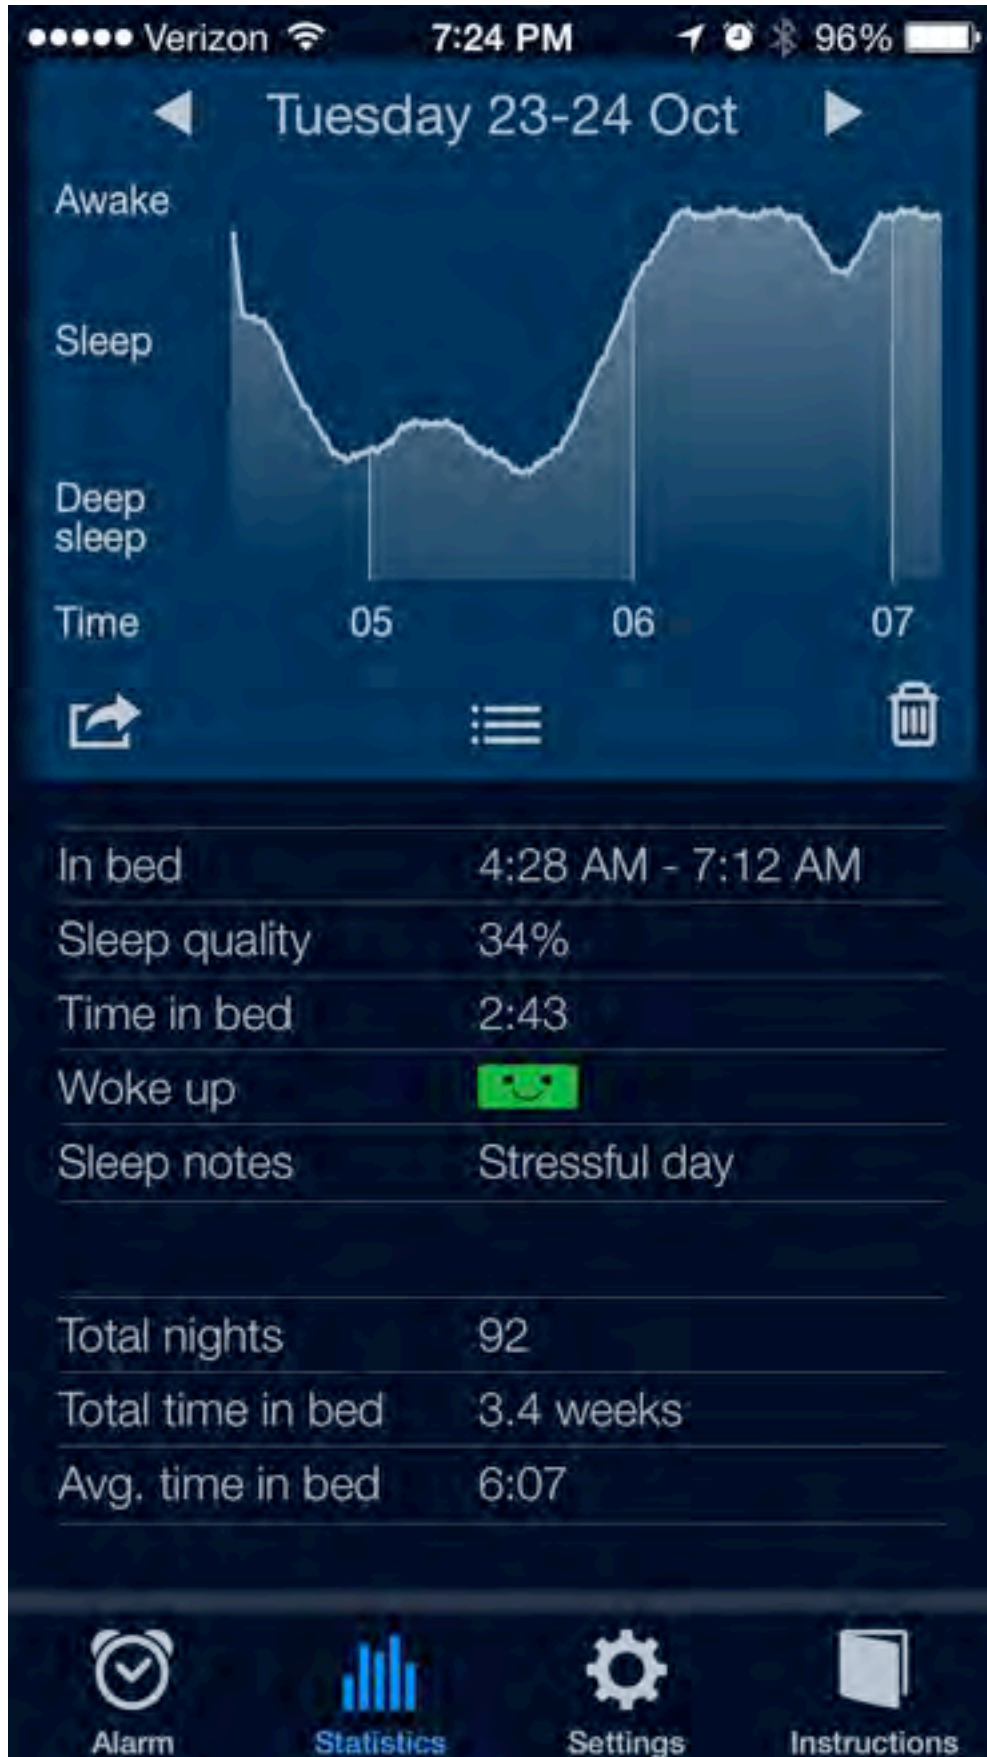 Verizon 7:24 PM 96%
Tuesday 23-24 Oct
Awake
Sleep
Deep
sleep
Time 05 06 07
In bed 4:28 AM - 7:12 AM
Sleep quality 34%
Time in bed 2:43
Woke up
Sleep notes Stressful day
Total nights 92
Total time in bed 3.4 weeks
Avg. time in bed 6:07
Alarm Statistics Settings Instructions